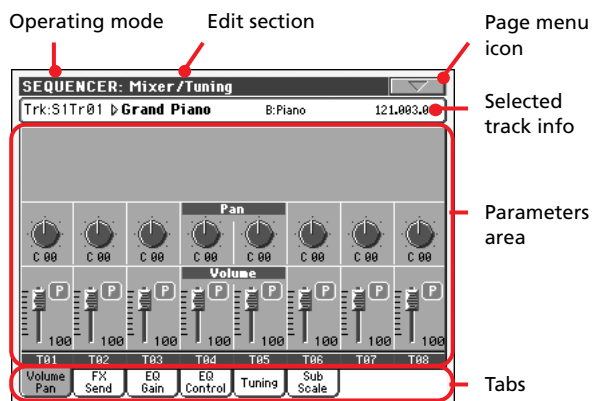 Operating mode Edit section Page menu icon
SEQUENCER: Mixer/Tuning
Trk:S1Tr01 Grand Piano B:Piano 121.003.0
Selected track info
Pan
C 00 C 00 C 00 C 00 C 00 C 00 C 00 C 00
Parameters area
Volume
P P P P P P P P
100 100 100 100 100 100 100 100
T01 T02 T03 T04 T05 T06 T07 T08
Volume Pan FX Send EQ Gain EQ Control Tuning Sub Scale
Tabs